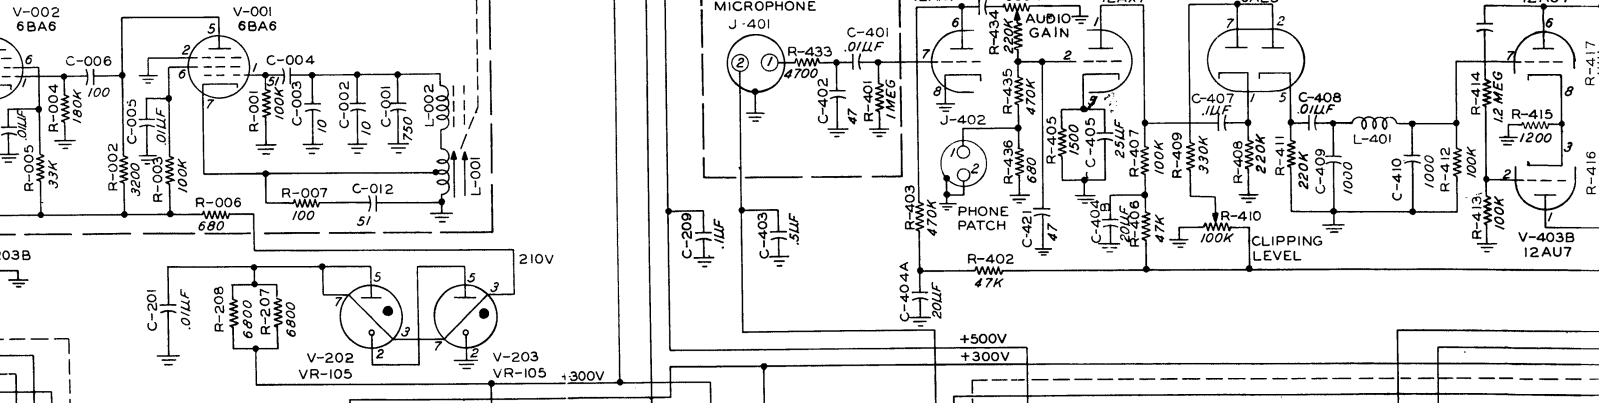 V-002
6BA6
V-001
6BA6
MICROPHONE
J-401
AUDIO
GAIN
R-434
220K
C-006
100
C-004
51
C-401
.01UF
R-433
4700
R-004
180K
C-005
.01UF
R-001
100K
C-003
10
C-002
10
C-001
750
L-002
C-402
47
R-401
1MEG
R-435
470K
J-402
R-405
1500
C-405
25UF
R-407
100K
C-407
.1UF
R-409
330K
R-408
220K
R-411
220K
C-408
.01UF
L-401
C-409
1000
C-410
1000
R-412
100K
R-414
1.2 MEG
R-415
1200
R-417
R-416
.01UF
R-005
33K
R-002
3200
R-003
100K
L-001
R-007
100
C-012
51
R-006
680
C-209
.1UF
C-403
.5UF
R-403
470K
R-436
680
PHONE
PATCH
C-421
47
C-404B
20UF
R-406
47K
R-410
100K
CLIPPING
LEVEL
R-413
100K
V-403B
12AU7
203B
210V
R-402
47K
C-404A
20UF
C-201
.01UF
R-208
6800
R-207
6800
V-202
VR-105
V-203
VR-105
+300V
+500V
+300V